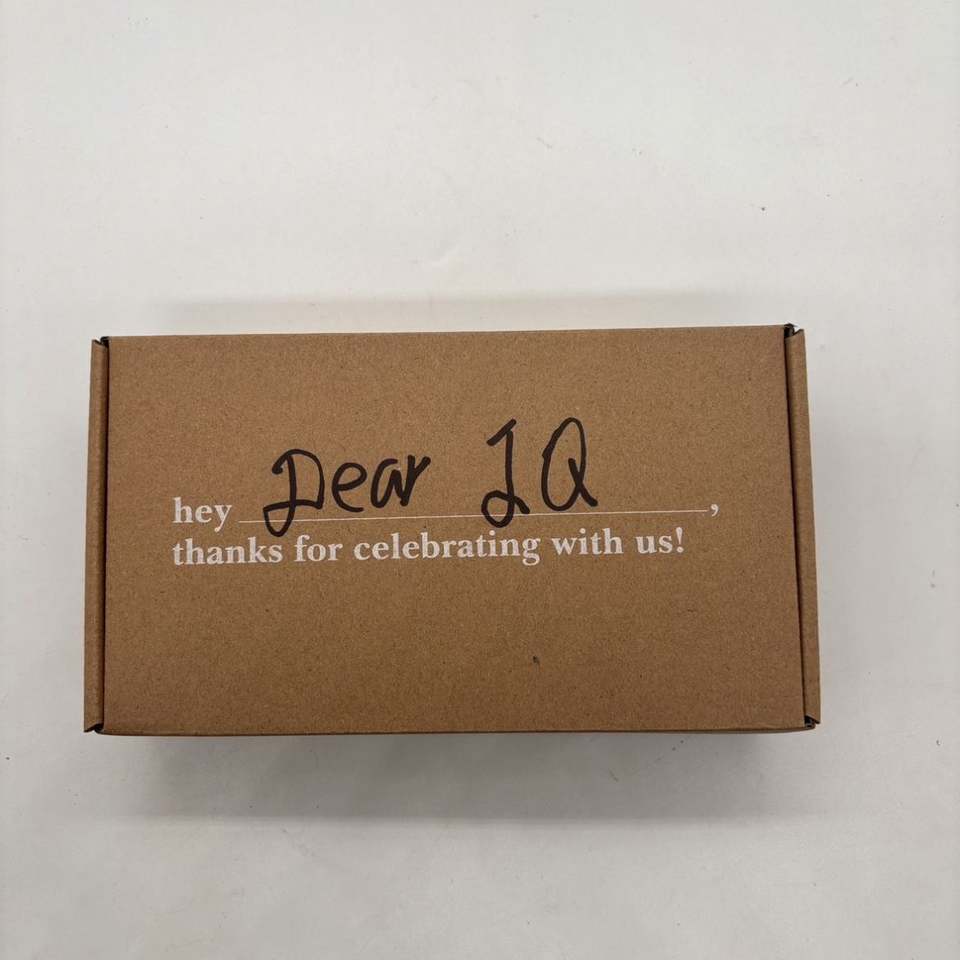 hey Dear JQ,
thanks for celebrating with us!